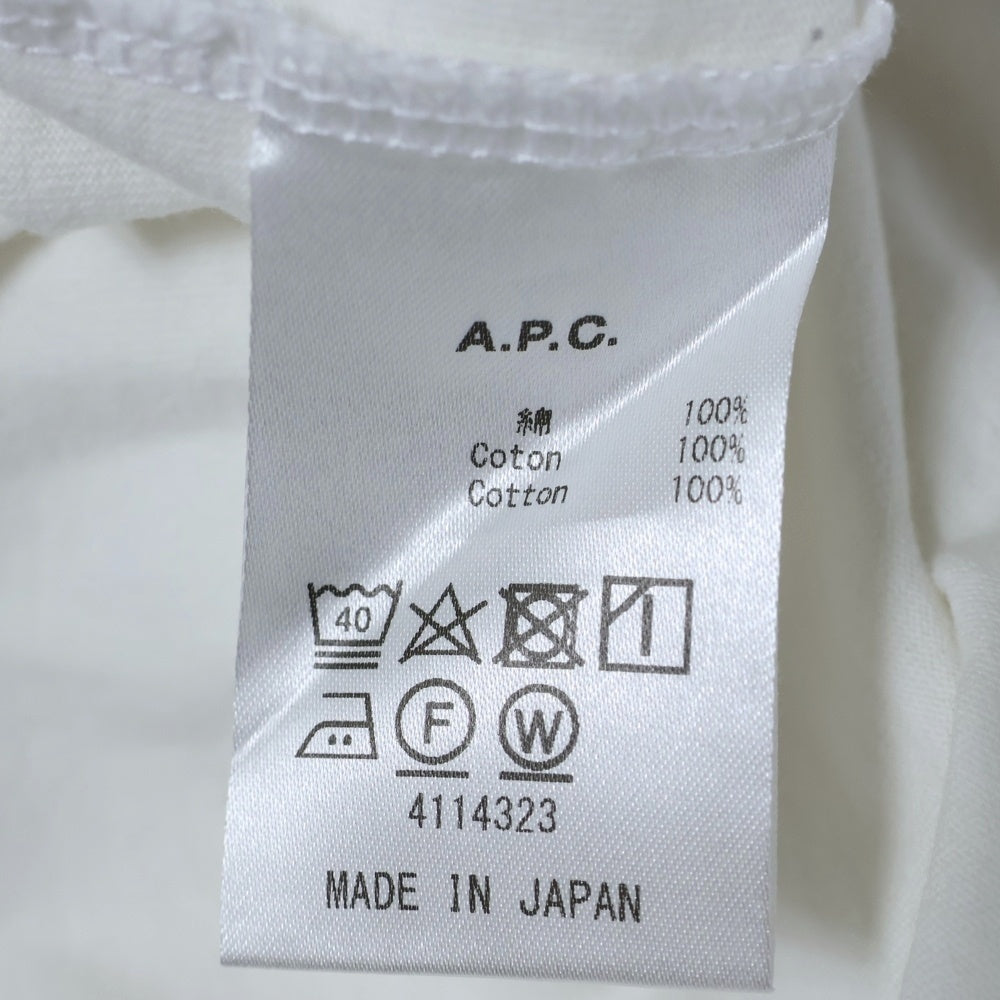 A.P.C.
綿 100%
Coton 100%
Cotton 100%
40
F W
4114323
MADE IN JAPAN